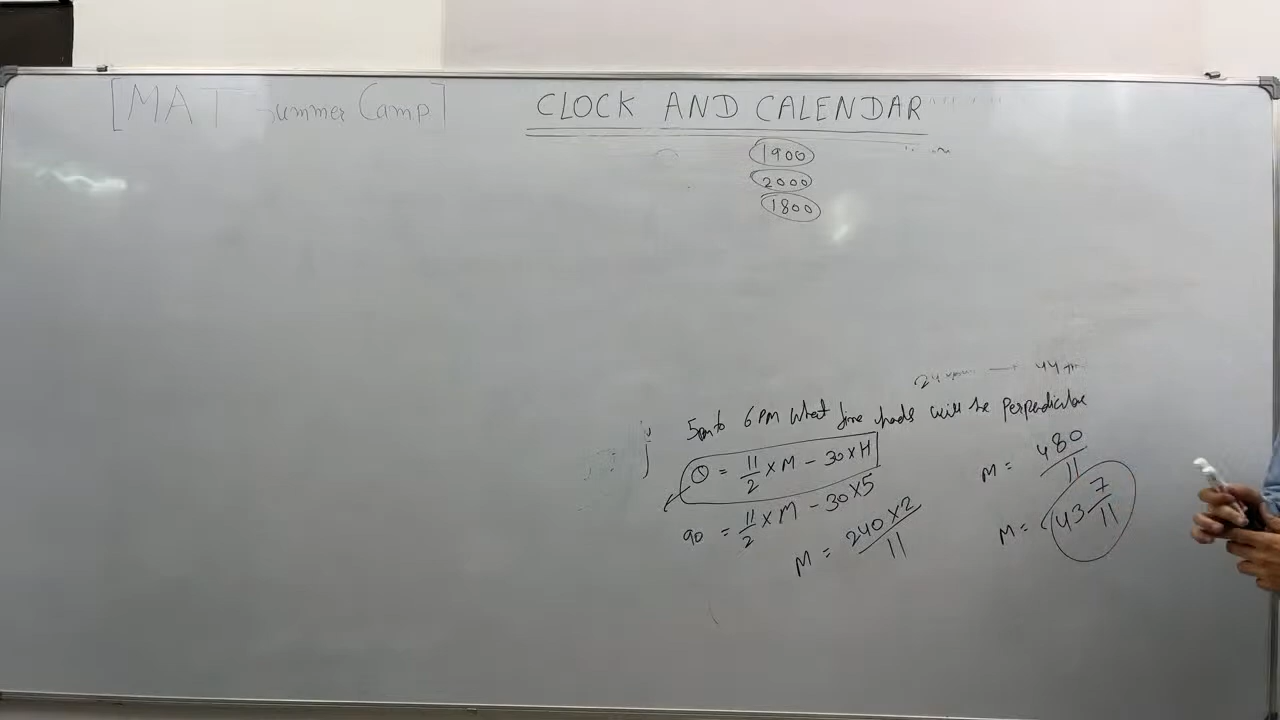 [MAT Summer Camp]
CLOCK AND CALENDAR
1900
2000
1800
5pm to 6 PM What time hads will be Perpendicular
θ = 11/2 × M - 30 × H
90 = 11/2 × M - 30 × 5
M = 240 × 2 / 11
M = 480 / 11
M = 43 7/11